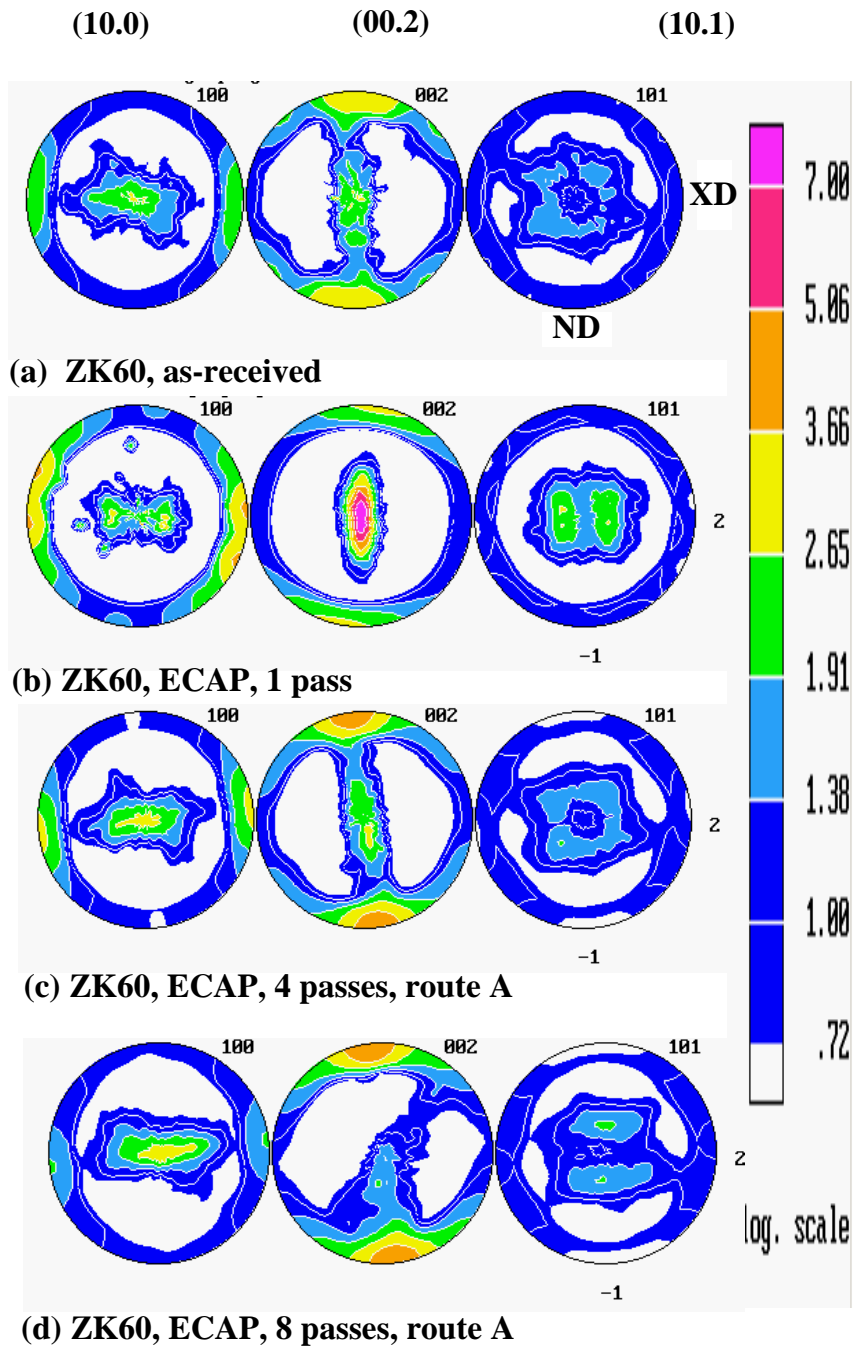 (10.0) (00.2) (10.1)
100 002 101
XD
ND
(a) ZK60, as-received
100 002 101
2
-1
(b) ZK60, ECAP, 1 pass
100 002 101
2
-1
(c) ZK60, ECAP, 4 passes, route A
100 002 101
2
-1
(d) ZK60, ECAP, 8 passes, route A
7.00
5.06
3.66
2.65
1.91
1.38
1.00
.72
log. scale